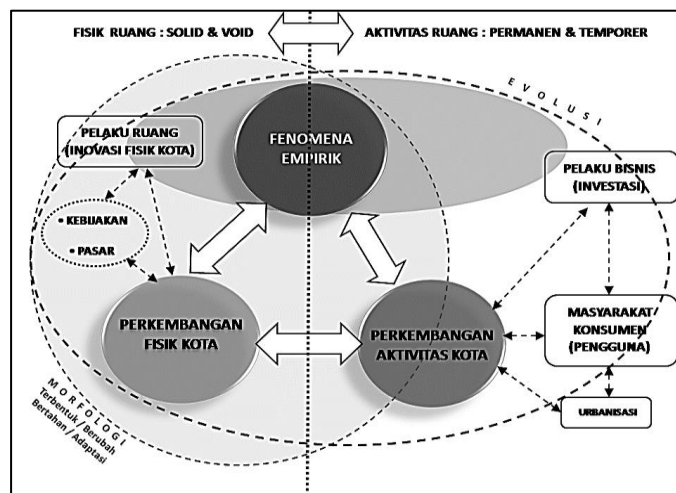 FISIK RUANG : SOLID & VOID
AKTIVITAS RUANG : PERMANEN & TEMPORER
EVOLUSI
PELAKU RUANG
(INOVASI FISIK KOTA)
FENOMENA
EMPIRIK
PELAKU BISNIS
(INVESTASI)
• KEBIJAKAN
• PASAR
PERKEMBANGAN
FISIK KOTA
PERKEMBANGAN
AKTIVITAS KOTA
MASYARAKAT
KONSUMEN
(PENGGUNA)
URBANISASI
MORFOLOGI
Terbentuk / Berubah
Bertahan / Adaptasi